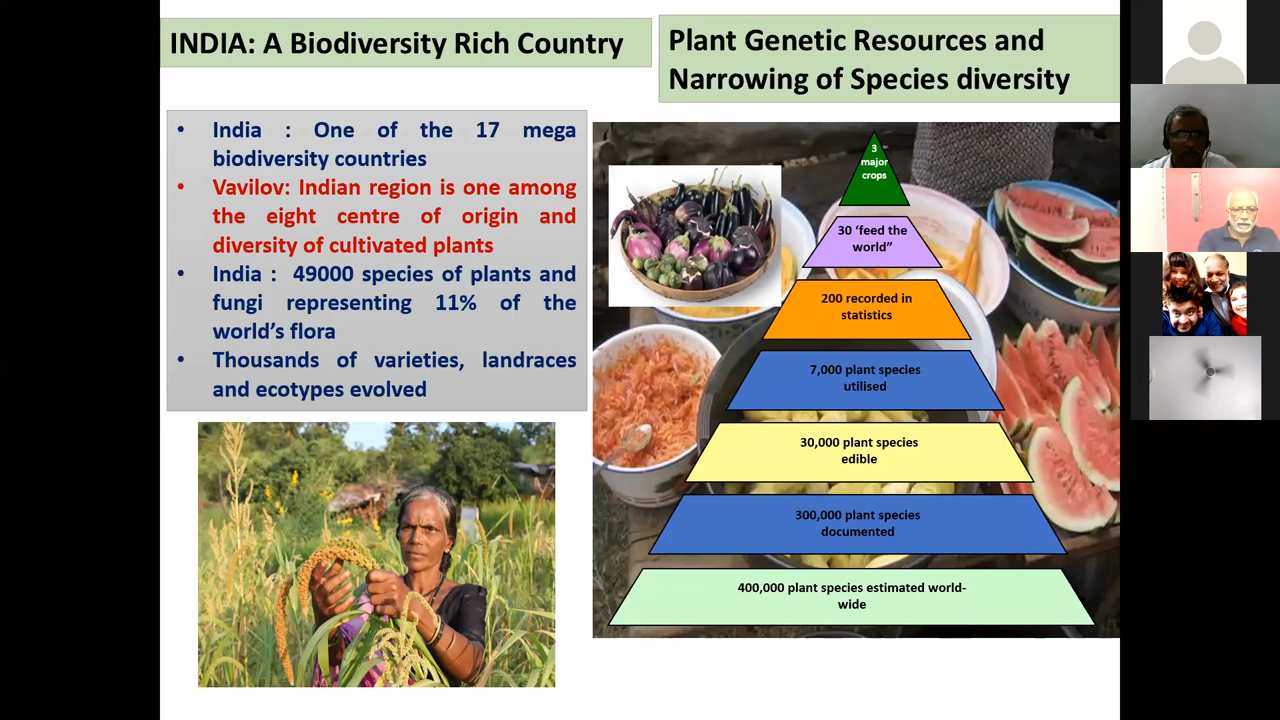 INDIA: A Biodiversity Rich Country
Plant Genetic Resources and
Narrowing of Species diversity
• India : One of the 17 mega
biodiversity countries
• Vavilov: Indian region is one among
the eight centre of origin and
diversity of cultivated plants
• India : 49000 species of plants and
fungi representing 11% of the
world's flora
• Thousands of varieties, landraces
and ecotypes evolved
3
major
crops
30 ‘feed the
world”
200 recorded in
statistics
7,000 plant species
utilised
30,000 plant species
edible
300,000 plant species
documented
400,000 plant species estimated world-
wide